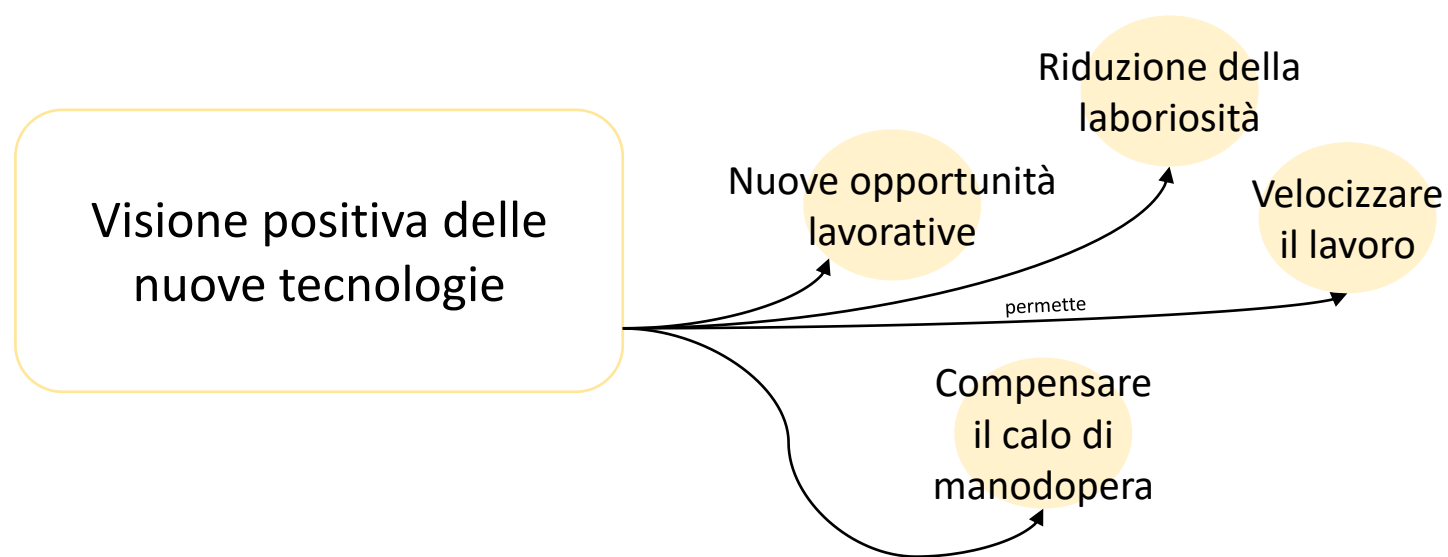 Visione positiva delle
nuove tecnologie
Nuove opportunità
lavorative
Riduzione della
laboriosità
Velocizzare
il lavoro
permette
Compensare
il calo di
manodopera